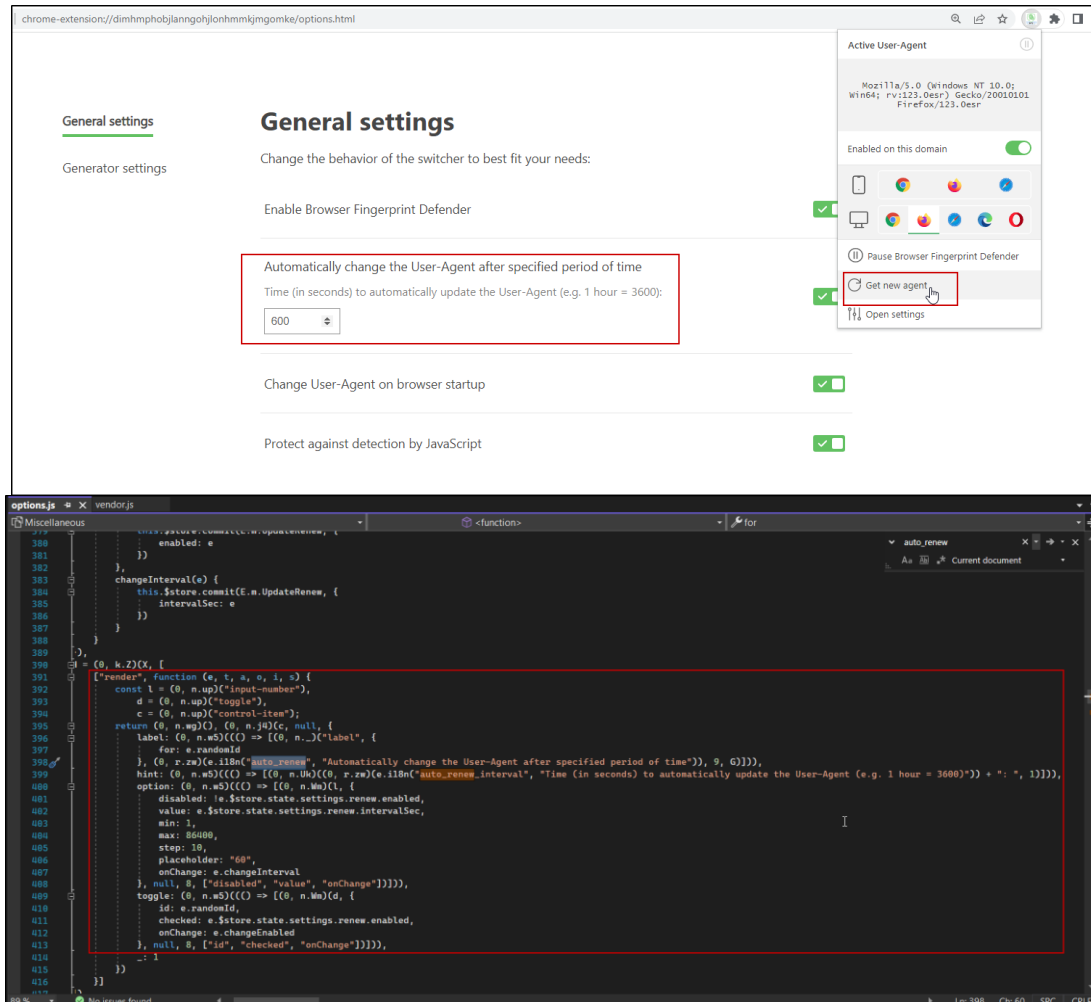 chrome-extension://dimhmphobjlanngohjlonhmmkjmgomke/options.html
Active User-Agent
Mozilla/5.0 (Windows NT 10.0;
Win64; rv:123.0esr) Gecko/20010101
Firefox/123.0esr
Enabled on this domain
Pause Browser Fingerprint Defender
Get new agent
Open settings
General settings
Generator settings
General settings
Change the behavior of the switcher to best fit your needs:
Enable Browser Fingerprint Defender
Automatically change the User-Agent after specified period of time
Time (in seconds) to automatically update the User-Agent (e.g. 1 hour = 3600):
600
Change User-Agent on browser startup
Protect against detection by JavaScript
options.js vendor.js
Miscellaneous <function> for
auto_renew
Aa Current document
379 this.$store.commit(E.m.UpdateRenew, {
380 enabled: e
381 })
382 },
383 changeInterval(e) {
384 this.$store.commit(E.m.UpdateRenew, {
385 intervalSec: e
386 })
387 }
388 }
389 }),
390 = (0, k.Z)(X, [
391 ["render", function (e, t, a, o, i, s) {
392 const l = (0, n.up)("input-number"),
393 d = (0, n.up)("toggle"),
394 c = (0, n.up)("control-item");
395 return (0, n.wg)(), (0, n.j4)(c, null, {
396 label: (0, n.w5)((() => [(0, n._)("label", {
397 for: e.randomId
398 }, (0, r.zw)(e.i18n("auto_renew", "Automatically change the User-Agent after specified period of time")), 9, G)])),
399 hint: (0, n.w5)((() => [(0, n.Uk)((0, r.zw)(e.i18n("auto_renew_interval", "Time (in seconds) to automatically update the User-Agent (e.g. 1 hour = 3600)")) + ": ", 1)])),
400 option: (0, n.w5)((() => [(0, n.Wm)(l, {
401 disabled: !e.$store.state.settings.renew.enabled,
402 value: e.$store.state.settings.renew.intervalSec,
403 min: 1,
404 max: 86400,
405 step: 10,
406 placeholder: "60",
407 onChange: e.changeInterval
408 }, null, 8, ["disabled", "value", "onChange"])])),
409 toggle: (0, n.w5)((() => [(0, n.Wm)(d, {
410 id: e.randomId,
411 checked: e.$store.state.settings.renew.enabled,
412 onChange: e.changeEnabled
413 }, null, 8, ["id", "checked", "onChange"])])),
414 _: 1
415 })
416 }]
417
89 % No issues found Ln: 398 Ch: 60 SPC